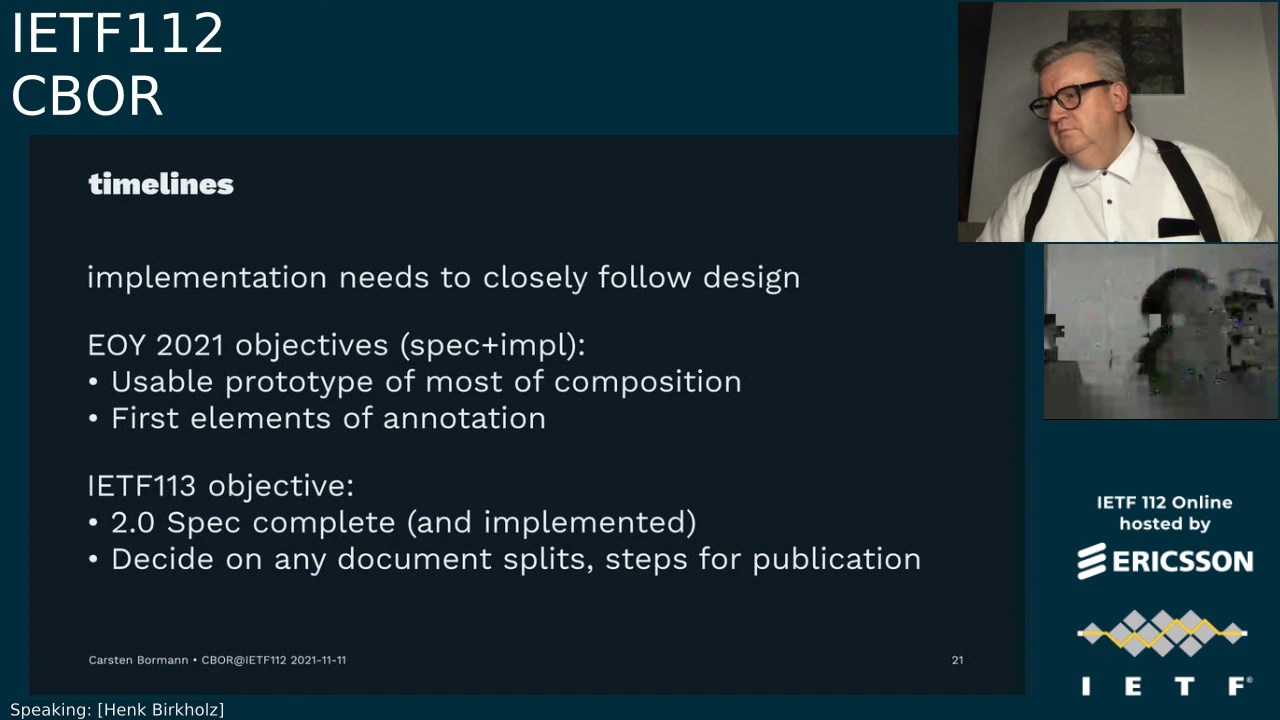 IETF112
CBOR
timelines
implementation needs to closely follow design
EOY 2021 objectives (spec+impl):
• Usable prototype of most of composition
• First elements of annotation
IETF113 objective:
• 2.0 Spec complete (and implemented)
• Decide on any document splits, steps for publication
Carsten Bormann • CBOR@IETF112 2021-11-11
21
IETF 112 Online
hosted by
ERICSSON
I E T F®
Speaking: [Henk Birkholz]